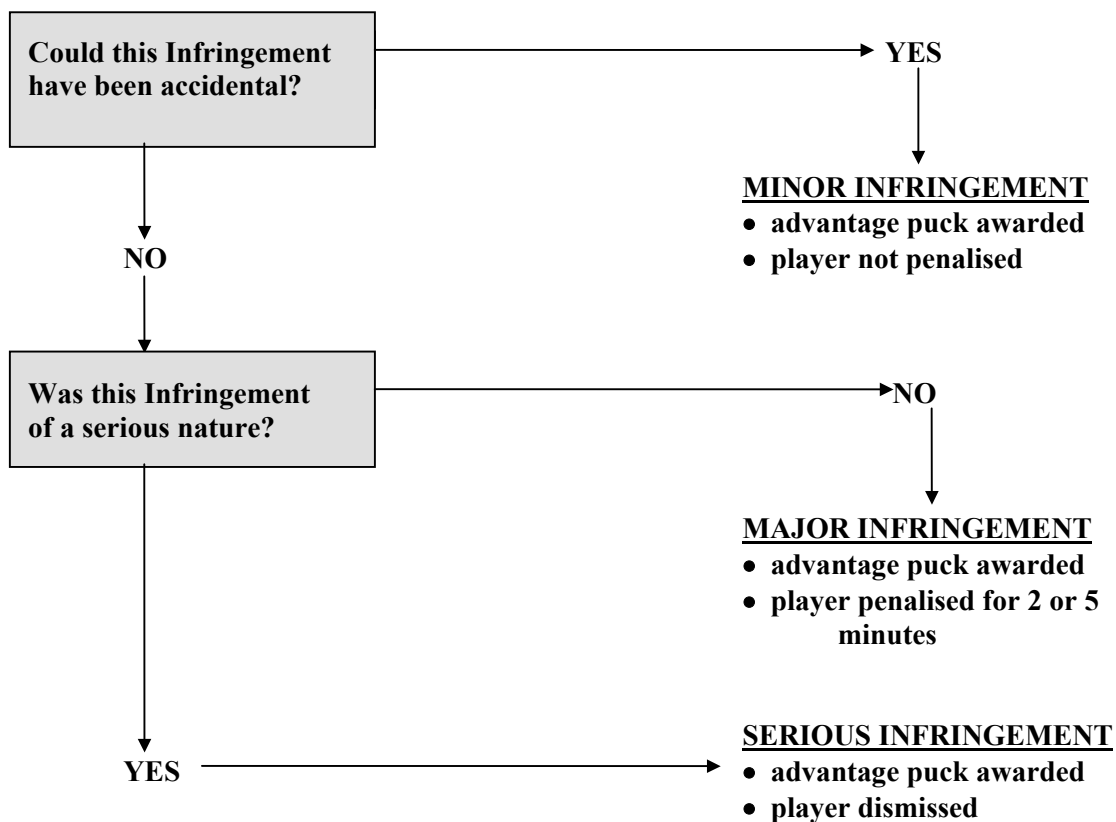 Could this Infringement
have been accidental?
YES
MINOR INFRINGEMENT
• advantage puck awarded
• player not penalised
NO
Was this Infringement
of a serious nature?
NO
MAJOR INFRINGEMENT
• advantage puck awarded
• player penalised for 2 or 5
minutes
YES
SERIOUS INFRINGEMENT
• advantage puck awarded
• player dismissed